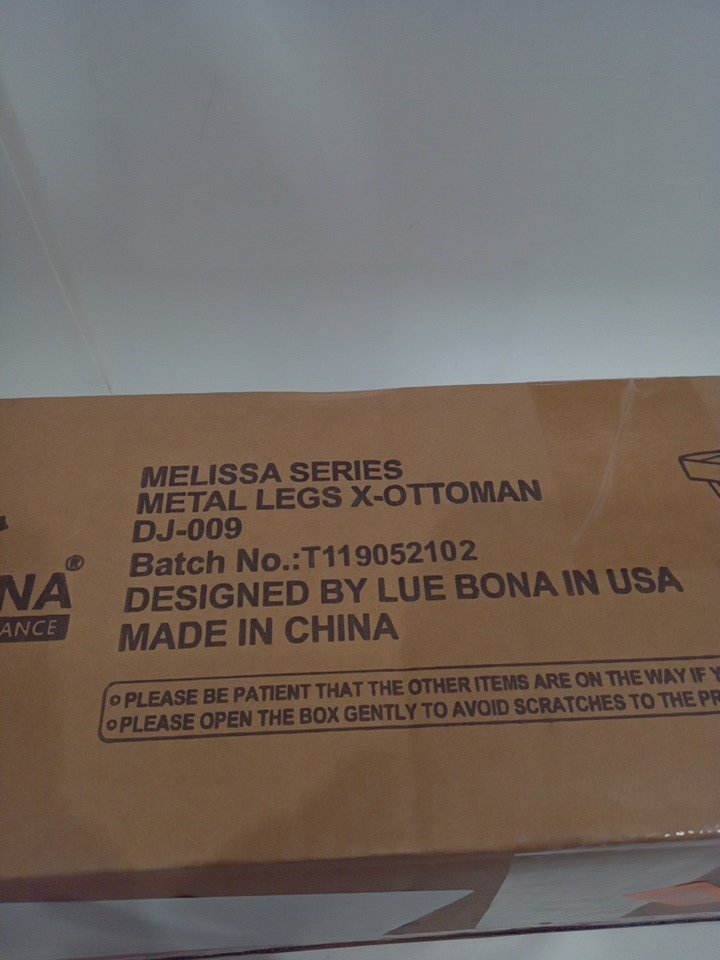 MELISSA SERIES
METAL LEGS X-OTTOMAN
DJ-009
Batch No.:T119052102
DESIGNED BY LUE BONA IN USA
MADE IN CHINA
NA®
ANCE
PLEASE BE PATIENT THAT THE OTHER ITEMS ARE ON THE WAY IF
PLEASE OPEN THE BOX GENTLY TO AVOID SCRATCHES TO THE